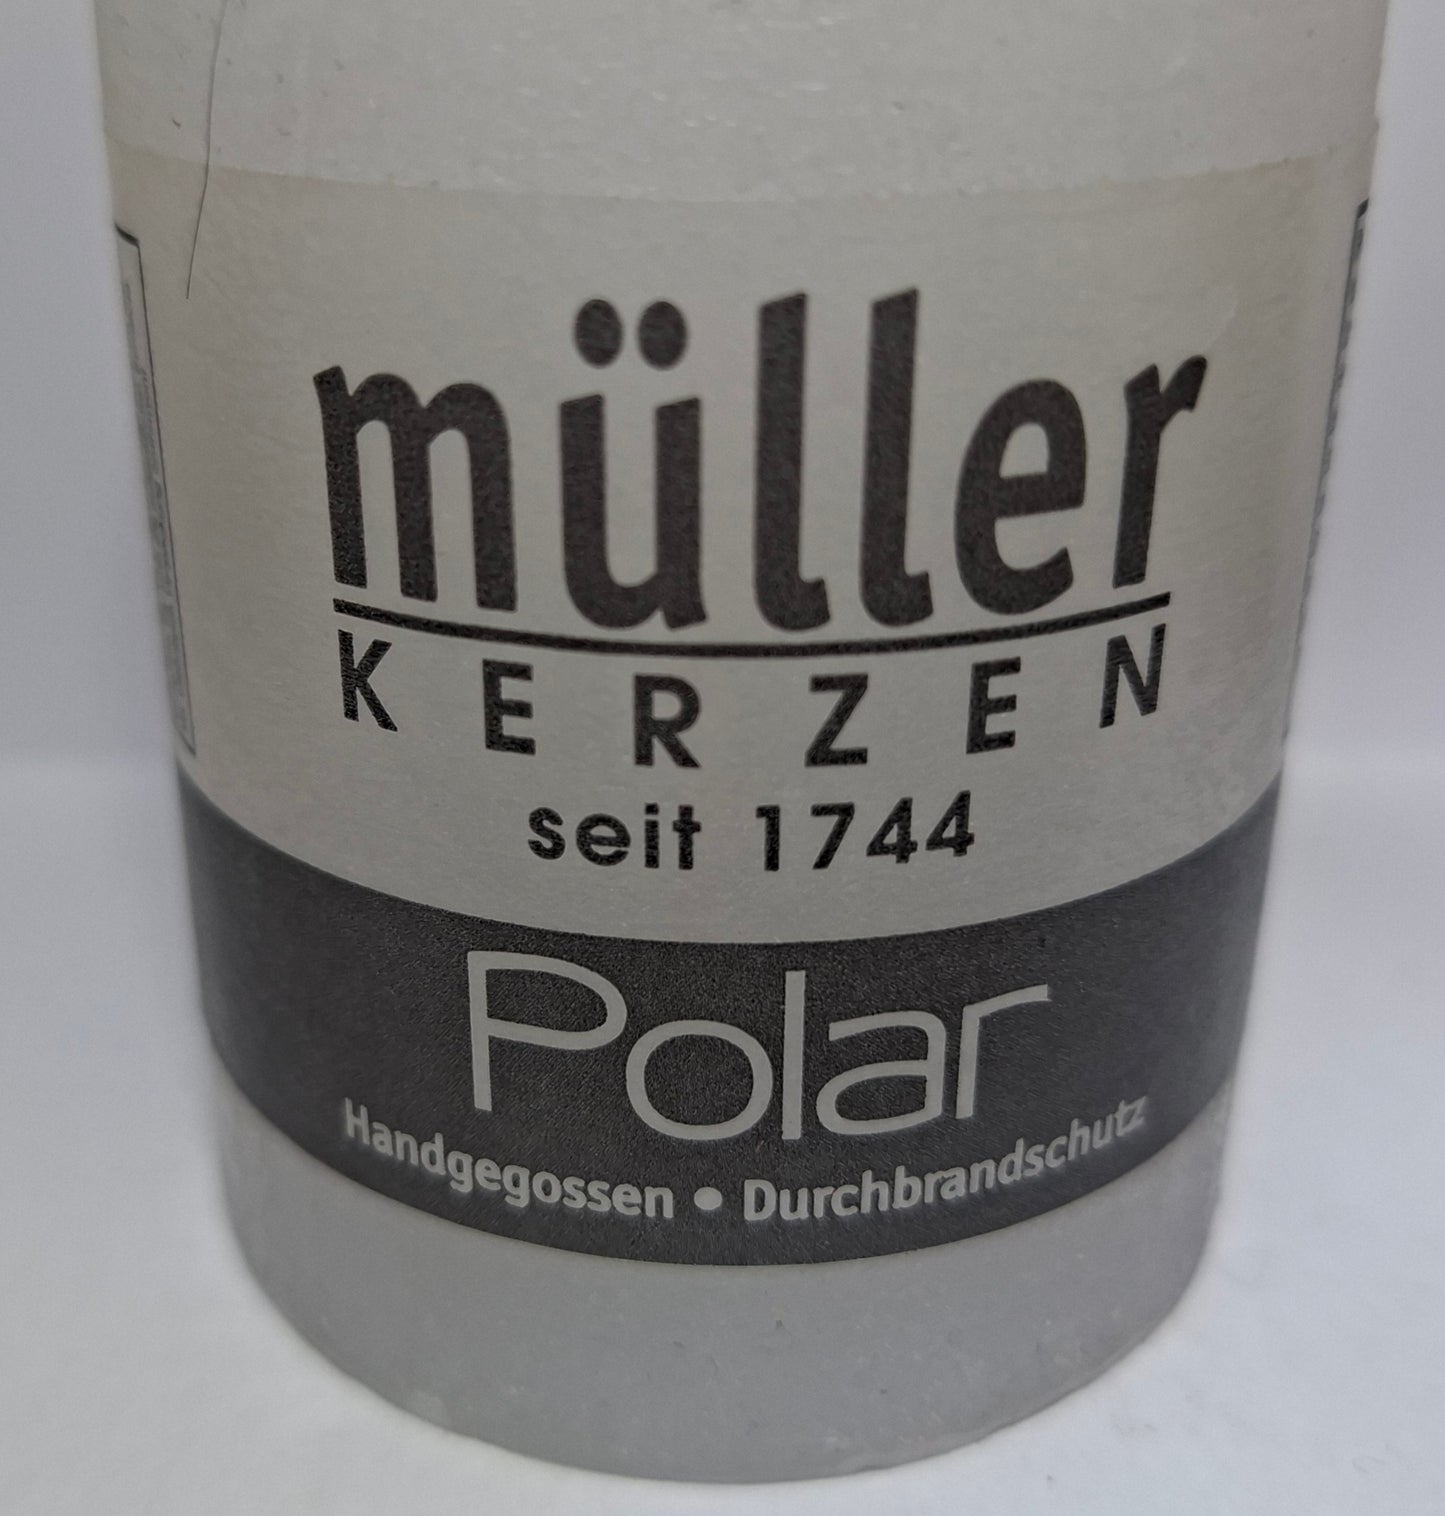 müller
KERZEN
seit 1744
Polar
Handgegossen • Durchbrandschutz